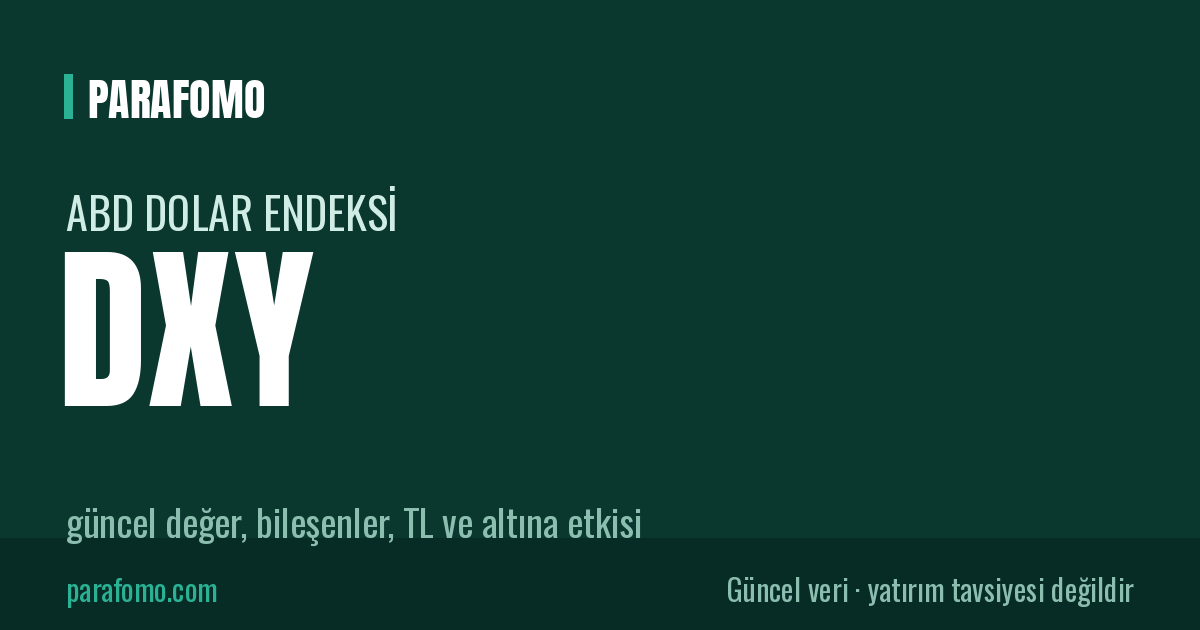 PARAFOMO
ABD DOLAR ENDEKSİ
DXY
güncel değer, bileşenler, TL ve altına etkisi
parafomo.com
Güncel veri · yatırım tavsiyesi değildir